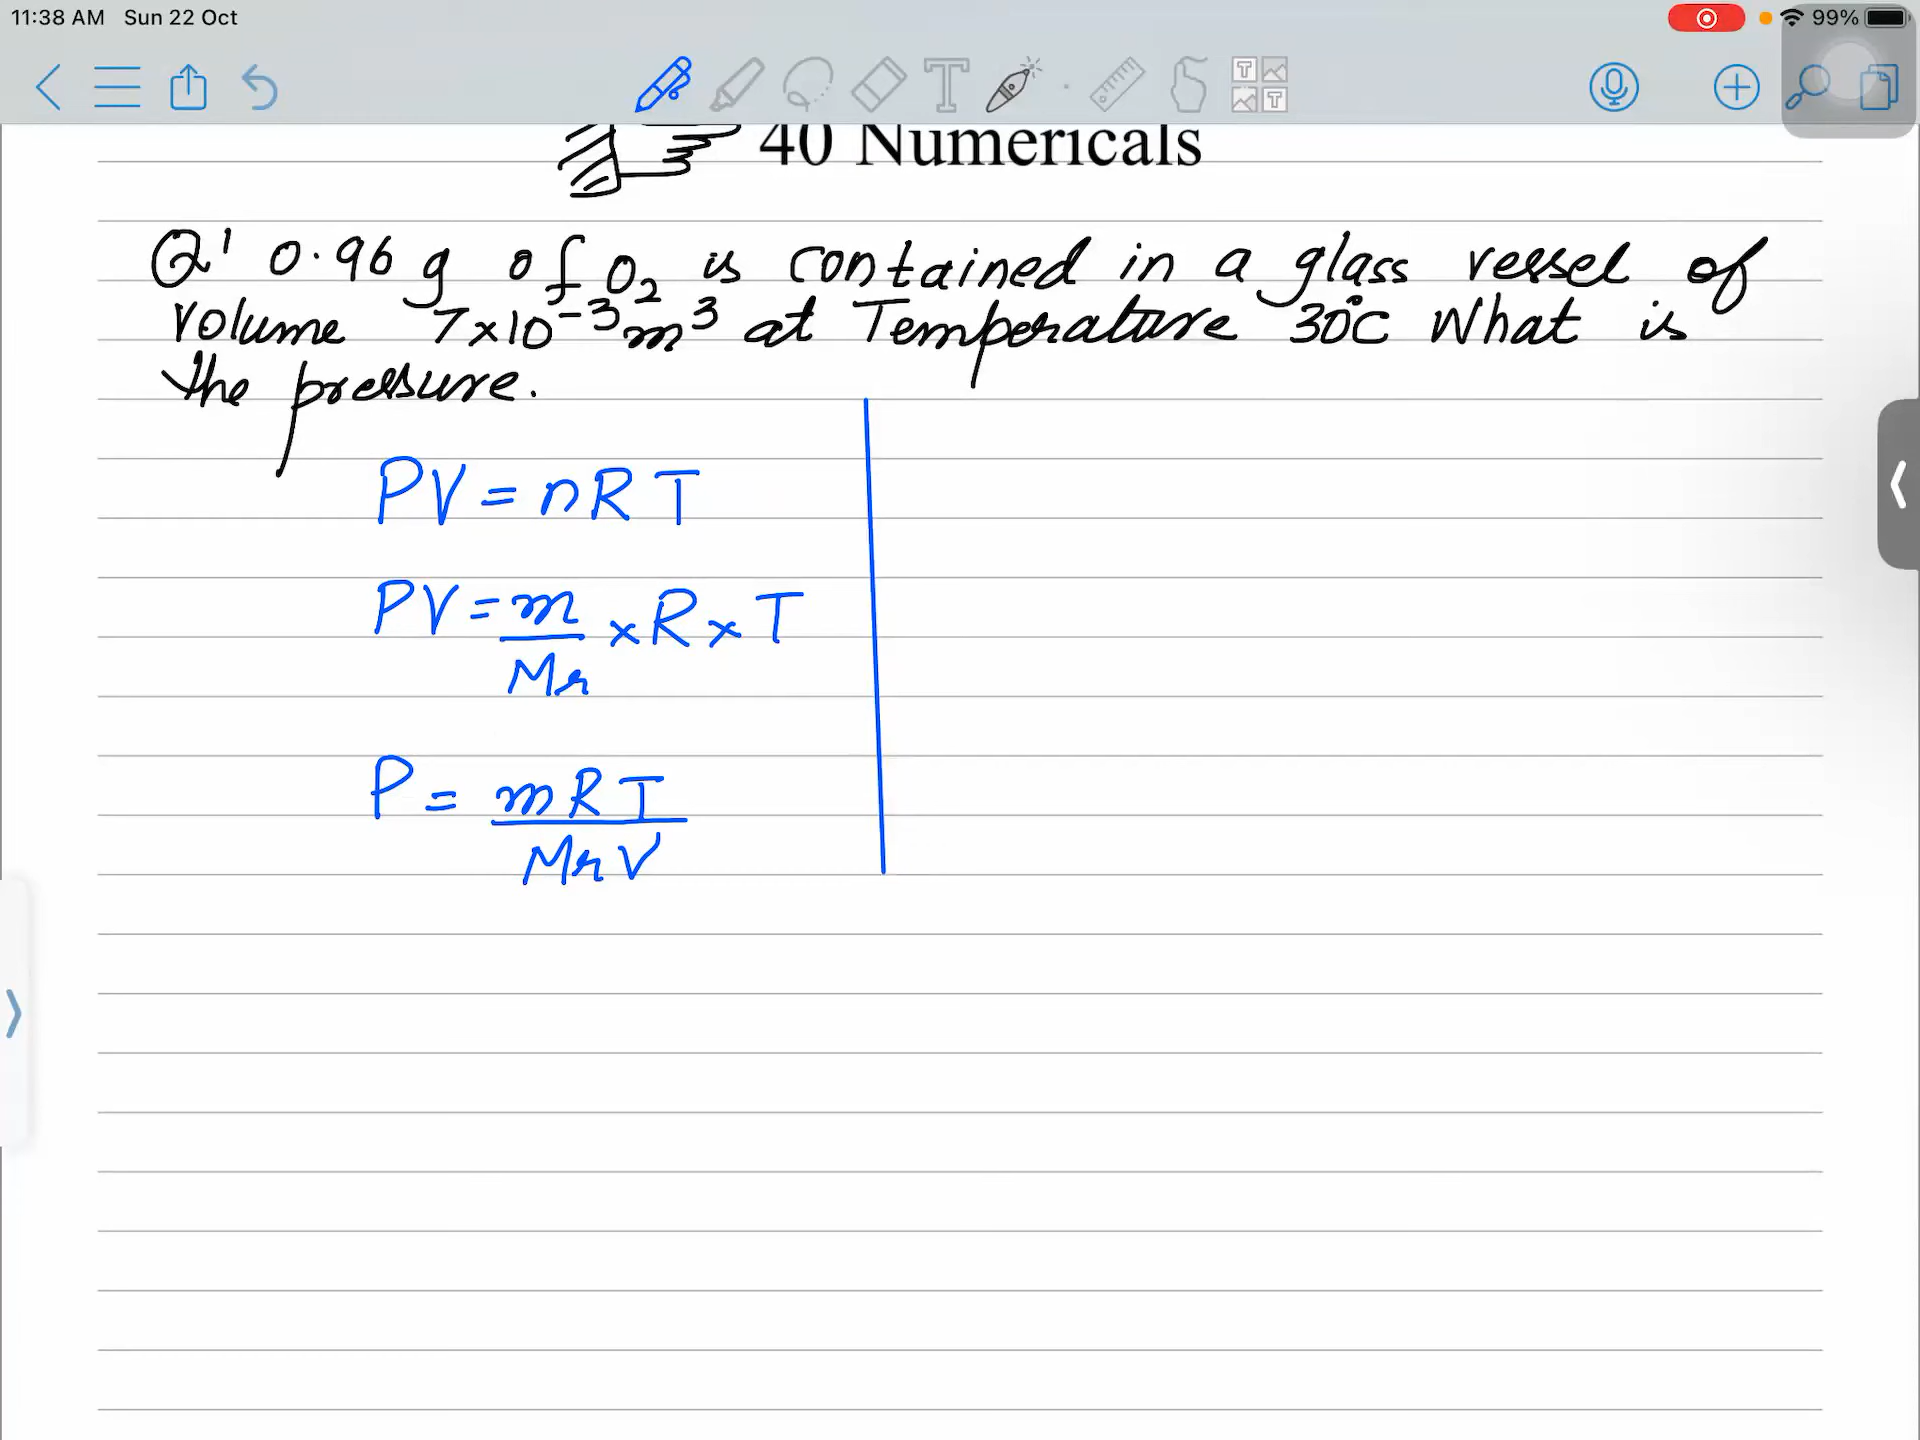 11:38 AM Sun 22 Oct 99%
40 Numericals
Q1 0.96 g of O₂ is contained in a glass vessel of
volume 7×10⁻³m³ at Temperature 30°C What is
the pressure.
PV = nRT
PV = m/Mr × R × T
P = mRT/MrV